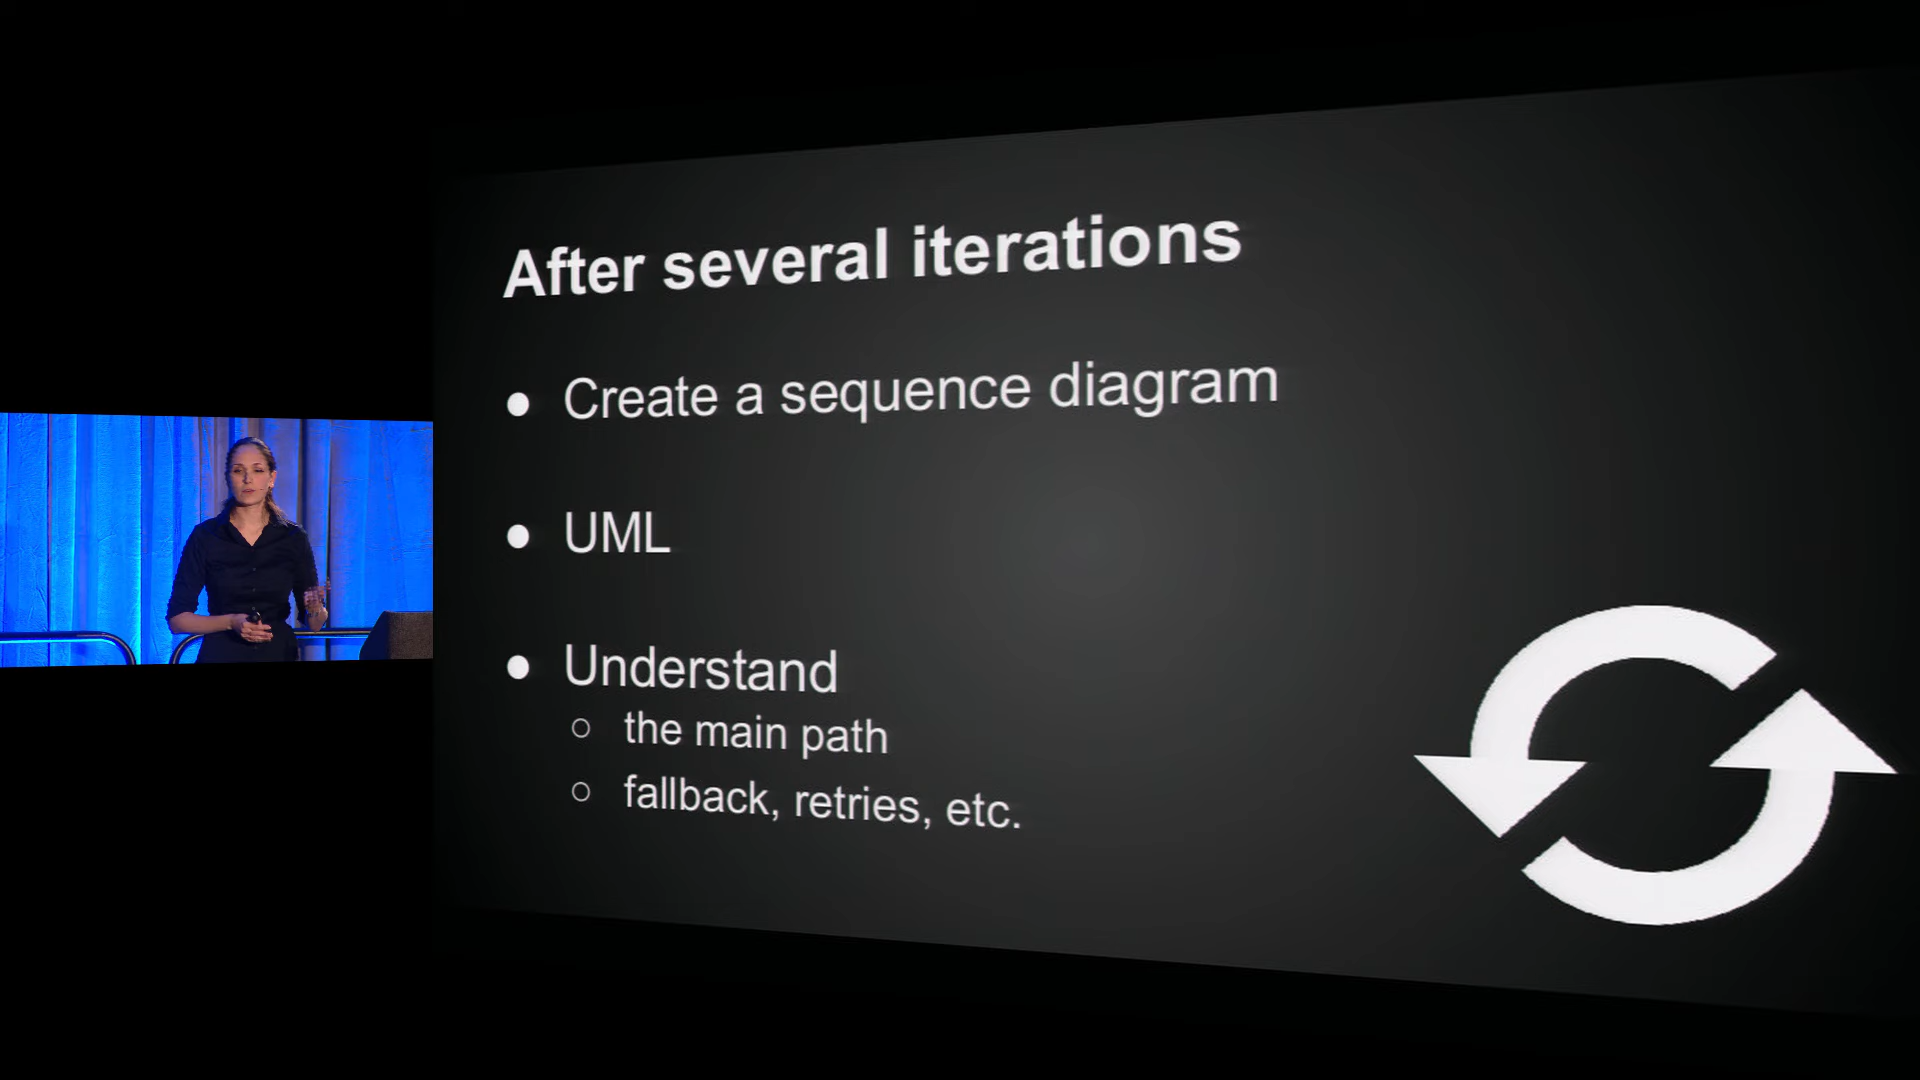 After several iterations
● Create a sequence diagram
● UML
● Understand
○ the main path
○ fallback, retries, etc.